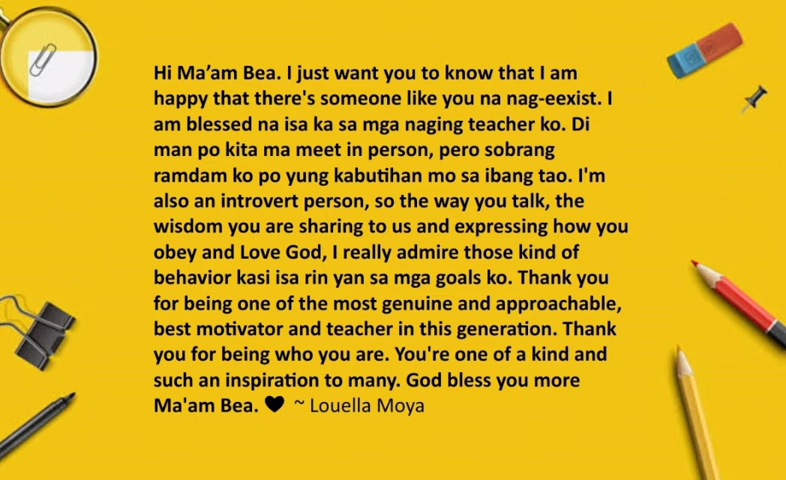 Hi Ma’am Bea. I just want you to know that I am
happy that there's someone like you na nag-eexist. I
am blessed na isa ka sa mga naging teacher ko. Di
man po kita ma meet in person, pero sobrang
ramdam ko po yung kabutihan mo sa ibang tao. I'm
also an introvert person, so the way you talk, the
wisdom you are sharing to us and expressing how you
obey and Love God, I really admire those kind of
behavior kasi isa rin yan sa mga goals ko. Thank you
for being one of the most genuine and approachable,
best motivator and teacher in this generation. Thank
you for being who you are. You're one of a kind and
such an inspiration to many. God bless you more
Ma'am Bea. 🖤 ~ Louella Moya